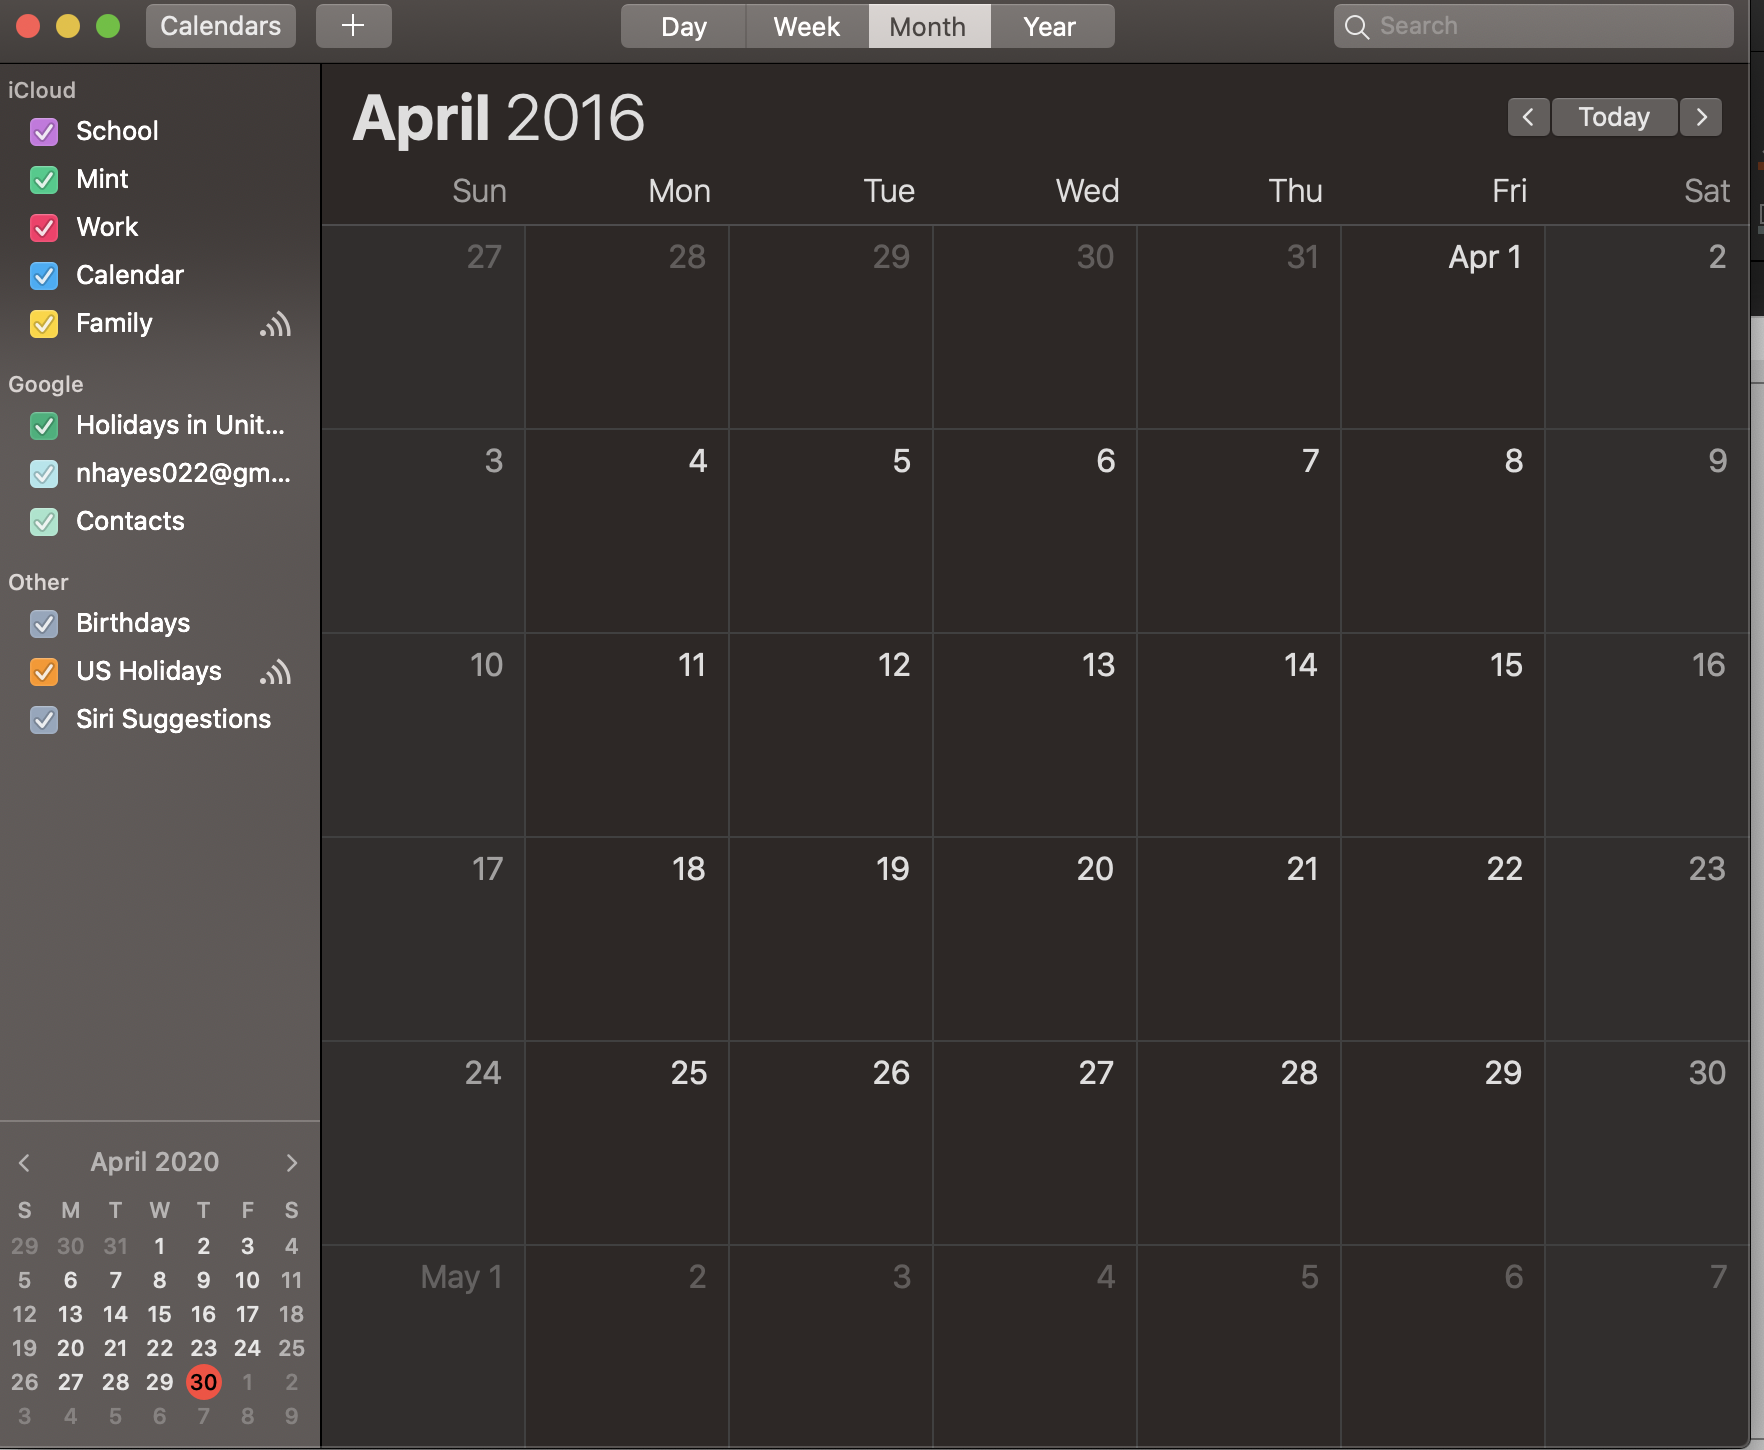 Calendars + Day Week Month Year Search
iCloud
School
Mint
Work
Calendar
Family
Google
Holidays in Unit...
nhayes022@gm...
Contacts
Other
Birthdays
US Holidays
Siri Suggestions
April 2020
S M T W T F S
29 30 31 1 2 3 4
5 6 7 8 9 10 11
12 13 14 15 16 17 18
19 20 21 22 23 24 25
26 27 28 29 30 1 2
3 4 5 6 7 8 9
April 2016
< Today >
Sun Mon Tue Wed Thu Fri Sat
27 28 29 30 31 Apr 1 2
3 4 5 6 7 8 9
10 11 12 13 14 15 16
17 18 19 20 21 22 23
24 25 26 27 28 29 30
May 1 2 3 4 5 6 7